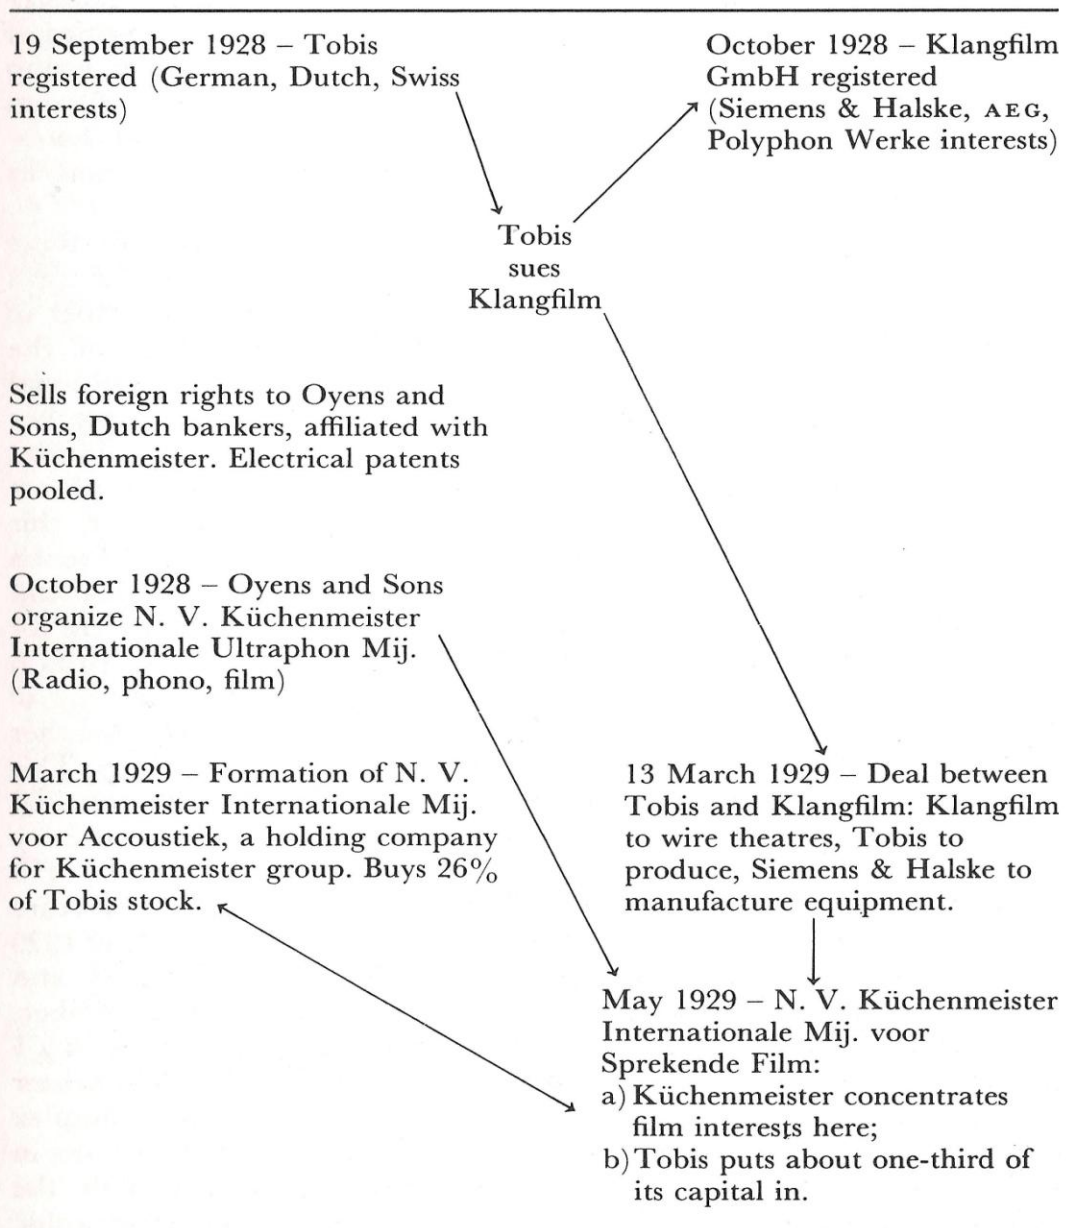 19 September 1928 – Tobis
registered (German, Dutch, Swiss
interests)
October 1928 – Klangfilm
GmbH registered
(Siemens & Halske, AEG,
Polyphon Werke interests)
Tobis
sues
Klangfilm
Sells foreign rights to Oyens and
Sons, Dutch bankers, affiliated with
Küchenmeister. Electrical patents
pooled.
October 1928 – Oyens and Sons
organize N. V. Küchenmeister
Internationale Ultraphon Mij.
(Radio, phono, film)
March 1929 – Formation of N. V.
Küchenmeister Internationale Mij.
voor Accoustiek, a holding company
for Küchenmeister group. Buys 26%
of Tobis stock.
13 March 1929 – Deal between
Tobis and Klangfilm: Klangfilm
to wire theatres, Tobis to
produce, Siemens & Halske to
manufacture equipment.
May 1929 – N. V. Küchenmeister
Internationale Mij. voor
Sprekende Film:
a) Küchenmeister concentrates
film interests here;
b) Tobis puts about one-third of
its capital in.